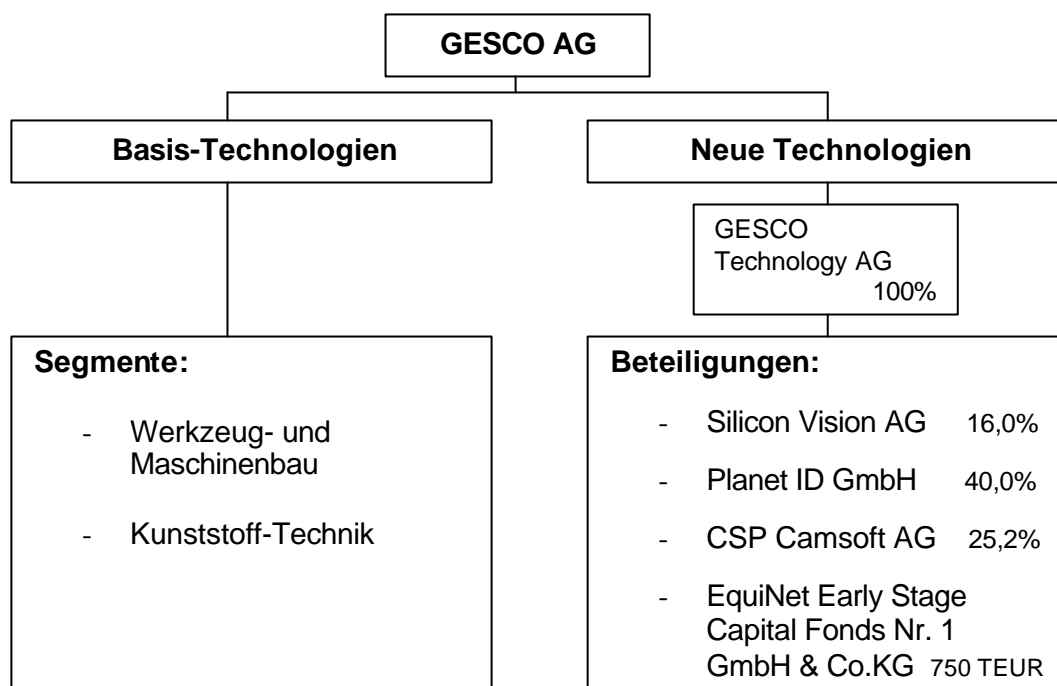 GESCO AG
Basis-Technologien
Neue Technologien
GESCO
Technology AG
100%
Segmente:
- Werkzeug- und
Maschinenbau
- Kunststoff-Technik
Beteiligungen:
- Silicon Vision AG 16,0%
- Planet ID GmbH 40,0%
- CSP Camsoft AG 25,2%
- EquiNet Early Stage
Capital Fonds Nr. 1
GmbH & Co.KG 750 TEUR